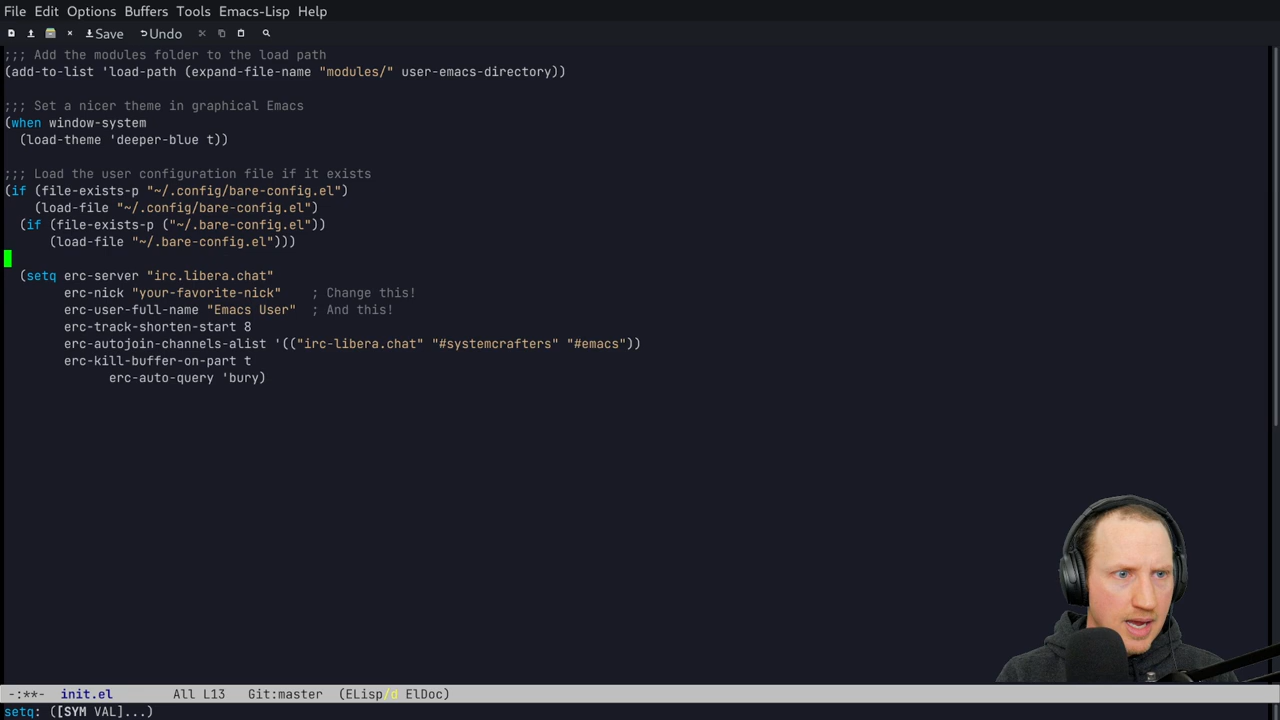 File Edit Options Buffers Tools Emacs-Lisp Help
Save Undo
;;; Add the modules folder to the load path
(add-to-list 'load-path (expand-file-name "modules/" user-emacs-directory))
;;; Set a nicer theme in graphical Emacs
(when window-system
(load-theme 'deeper-blue t))
;;; Load the user configuration file if it exists
(if (file-exists-p "~/.config/bare-config.el")
(load-file "~/.config/bare-config.el")
(if (file-exists-p ("~/.bare-config.el"))
(load-file "~/.bare-config.el")))
(setq erc-server "irc.libera.chat"
erc-nick "your-favorite-nick" ; Change this!
erc-user-full-name "Emacs User" ; And this!
erc-track-shorten-start 8
erc-autojoin-channels-alist '(("irc-libera.chat" "#systemcrafters" "#emacs"))
erc-kill-buffer-on-part t
erc-auto-query 'bury)
-:**- init.el All L13 Git:master (ELisp/d ElDoc)
setq: ([SYM VAL]...)